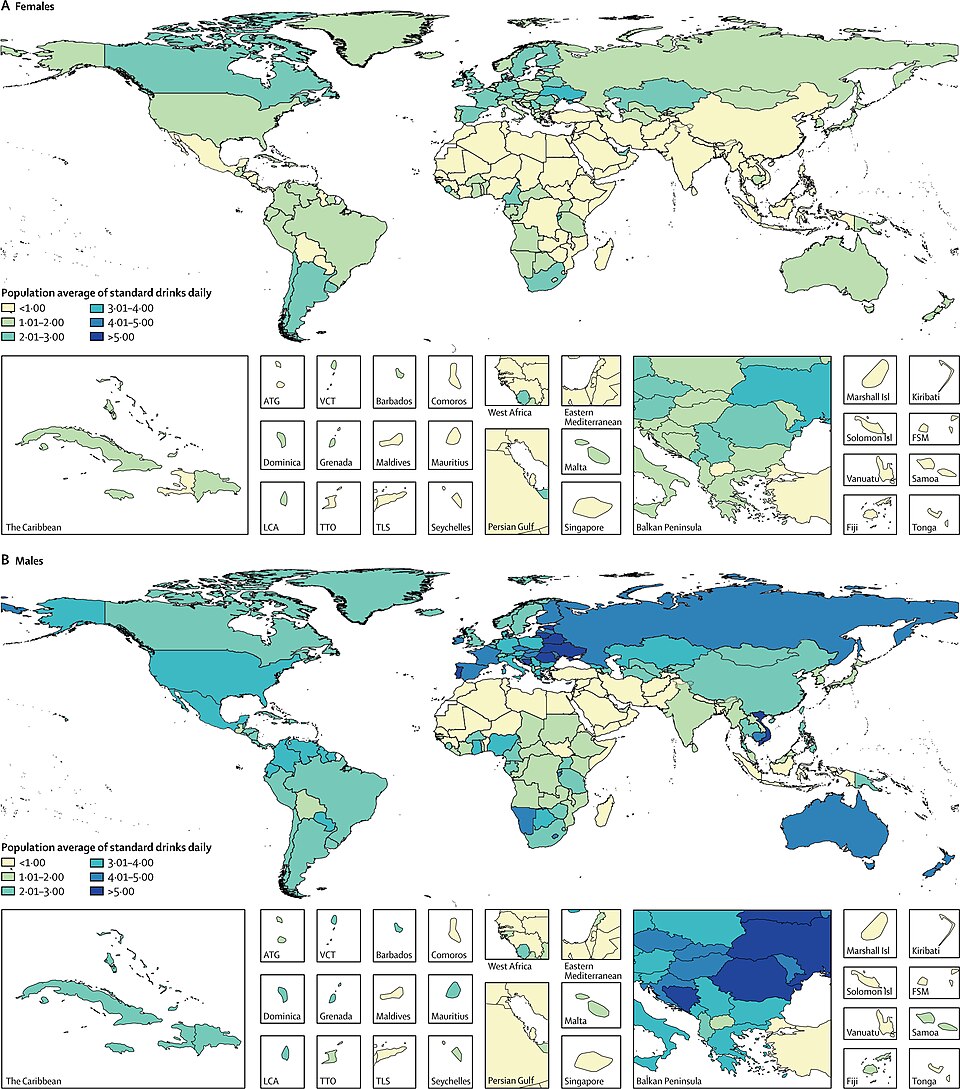 A Females
Population average of standard drinks daily
<1·00
1·01–2·00
2·01–3·00
3·01–4·00
4·01–5·00
>5·00
The Caribbean
ATG
VCT
Barbados
Comoros
Dominica
Grenada
Maldives
Mauritius
LCA
TTO
TLS
Seychelles
West Africa
Eastern
Mediterranean
Persian Gulf
Malta
Singapore
Balkan Peninsula
Marshall Isl
Kiribati
Solomon Isl
FSM
Vanuatu
Samoa
Fiji
Tonga
B Males
Population average of standard drinks daily
<1·00
1·01–2·00
2·01–3·00
3·01–4·00
4·01–5·00
>5·00
The Caribbean
ATG
VCT
Barbados
Comoros
Dominica
Grenada
Maldives
Mauritius
LCA
TTO
TLS
Seychelles
West Africa
Eastern
Mediterranean
Persian Gulf
Malta
Singapore
Balkan Peninsula
Marshall Isl
Kiribati
Solomon Isl
FSM
Vanuatu
Samoa
Fiji
Tonga